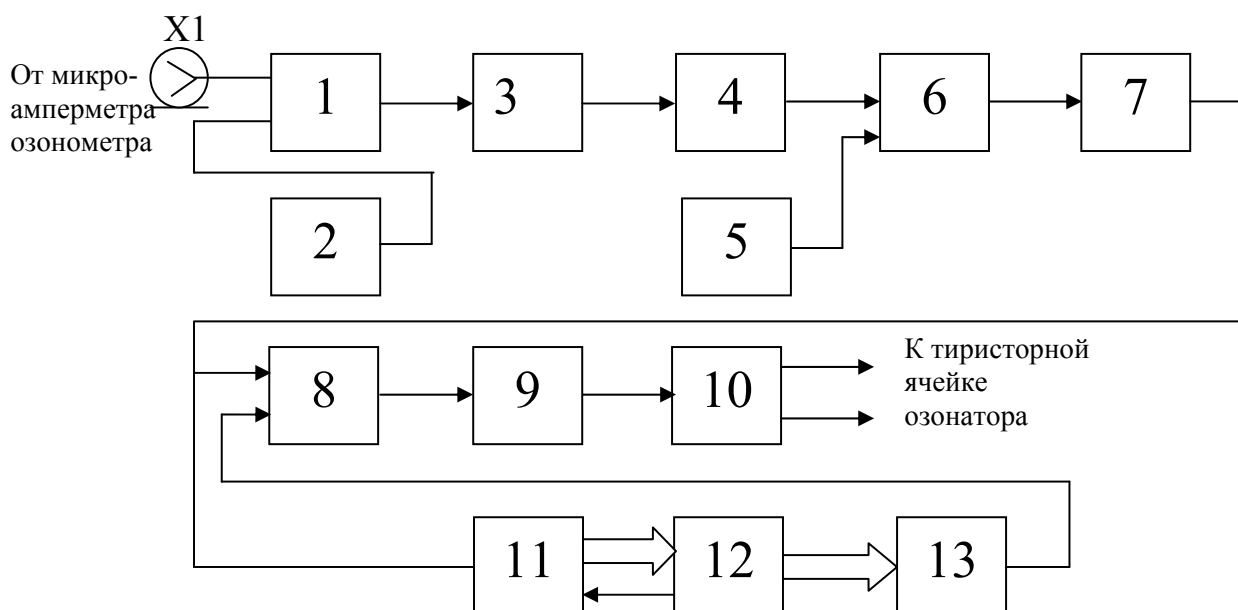 X1
От микро-
амперметра
озонометра
1
3
4
6
7
2
5
8
9
10
К тиристорной
ячейке
озонатора
11
12
13